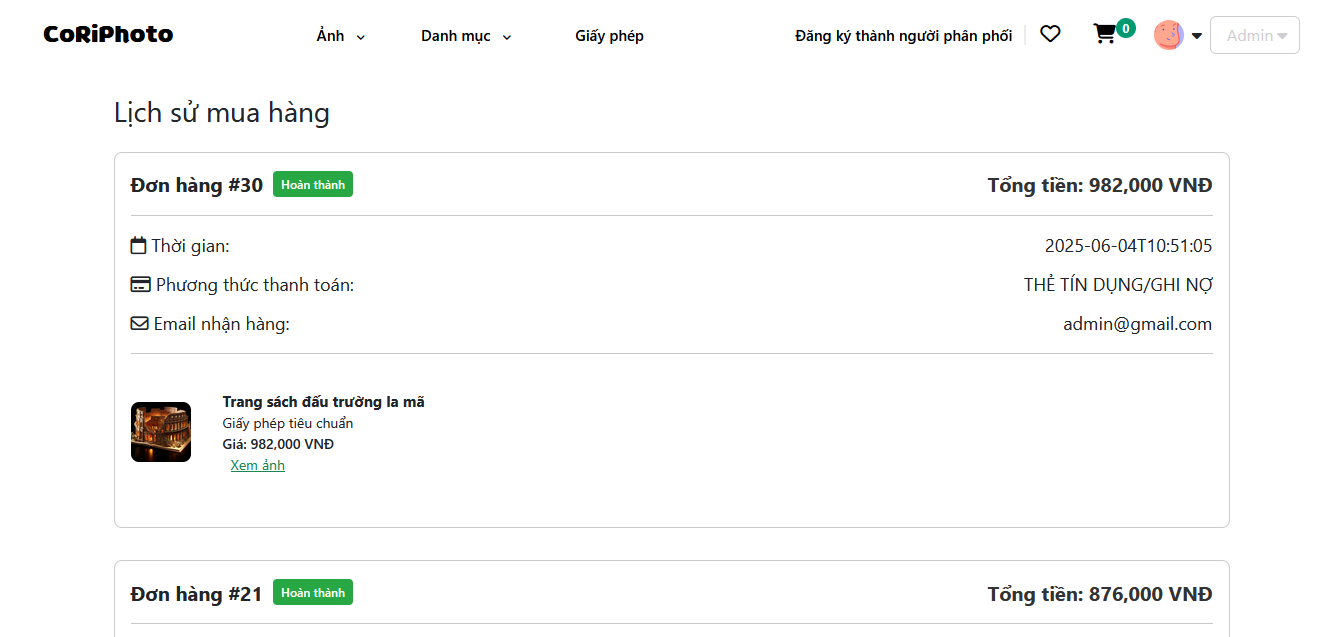 CoRiPhoto
Ảnh
Danh mục
Giấy phép
Đăng ký thành người phân phối
0
Admin
Lịch sử mua hàng
Đơn hàng #30 Hoàn thành Tổng tiền: 982,000 VNĐ
Thời gian: 2025-06-04T10:51:05
Phương thức thanh toán: THẺ TÍN DỤNG/GHI NỢ
Email nhận hàng: admin@gmail.com
Trang sách đấu trường la mã
Giấy phép tiêu chuẩn
Giá: 982,000 VNĐ
Xem ảnh
Đơn hàng #21 Hoàn thành Tổng tiền: 876,000 VNĐ